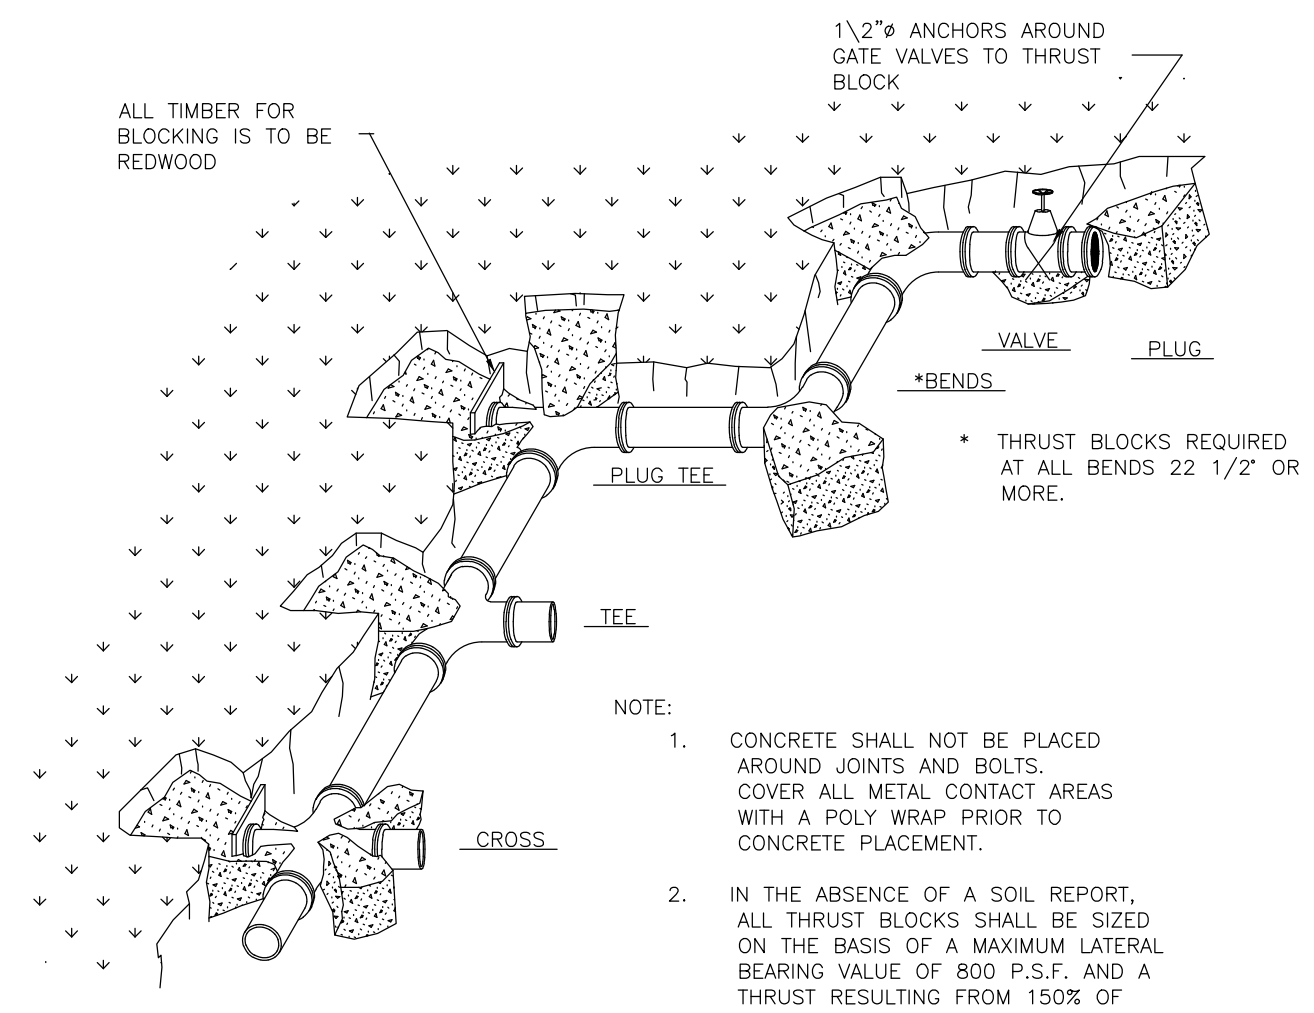 1\2"ø ANCHORS AROUND
GATE VALVES TO THRUST
BLOCK
ALL TIMBER FOR
BLOCKING IS TO BE
REDWOOD
VALVE
PLUG
*BENDS
* THRUST BLOCKS REQUIRED
AT ALL BENDS 22 1/2° OR
MORE.
PLUG TEE
TEE
NOTE:
1. CONCRETE SHALL NOT BE PLACED
AROUND JOINTS AND BOLTS.
COVER ALL METAL CONTACT AREAS
WITH A POLY WRAP PRIOR TO
CONCRETE PLACEMENT.
CROSS
2. IN THE ABSENCE OF A SOIL REPORT,
ALL THRUST BLOCKS SHALL BE SIZED
ON THE BASIS OF A MAXIMUM LATERAL
BEARING VALUE OF 800 P.S.F. AND A
THRUST RESULTING FROM 150% OF